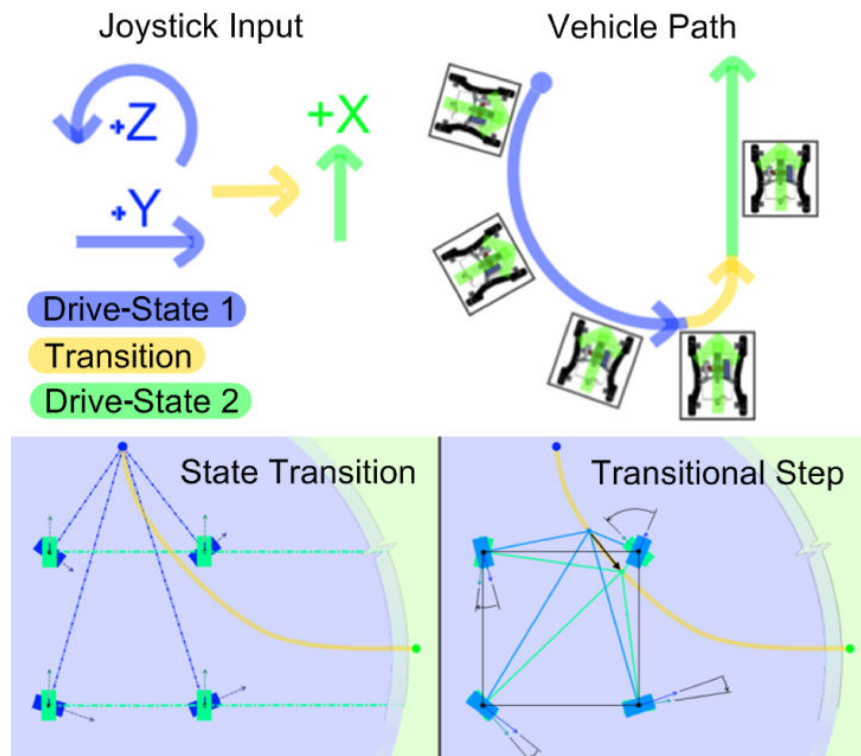 Joystick Input
Vehicle Path
+Z
+X
+Y
Drive-State 1
Transition
Drive-State 2
State Transition
Transitional Step